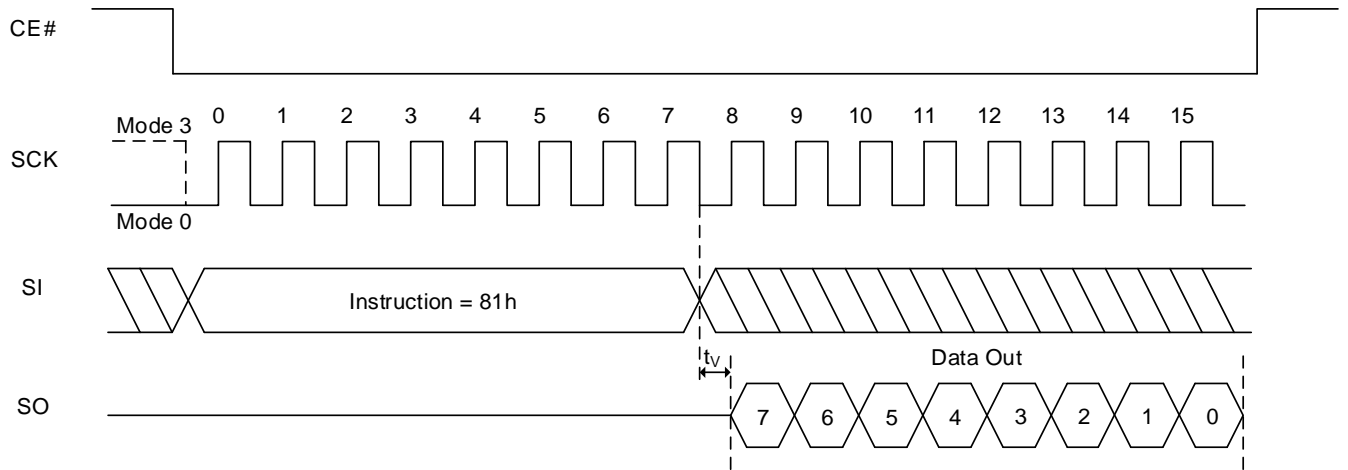 CE#
0 1 2 3 4 5 6 7 8 9 10 11 12 13 14 15
Mode 3
SCK
Mode 0
SI
Instruction = 81h
tV
Data Out
SO
7 6 5 4 3 2 1 0